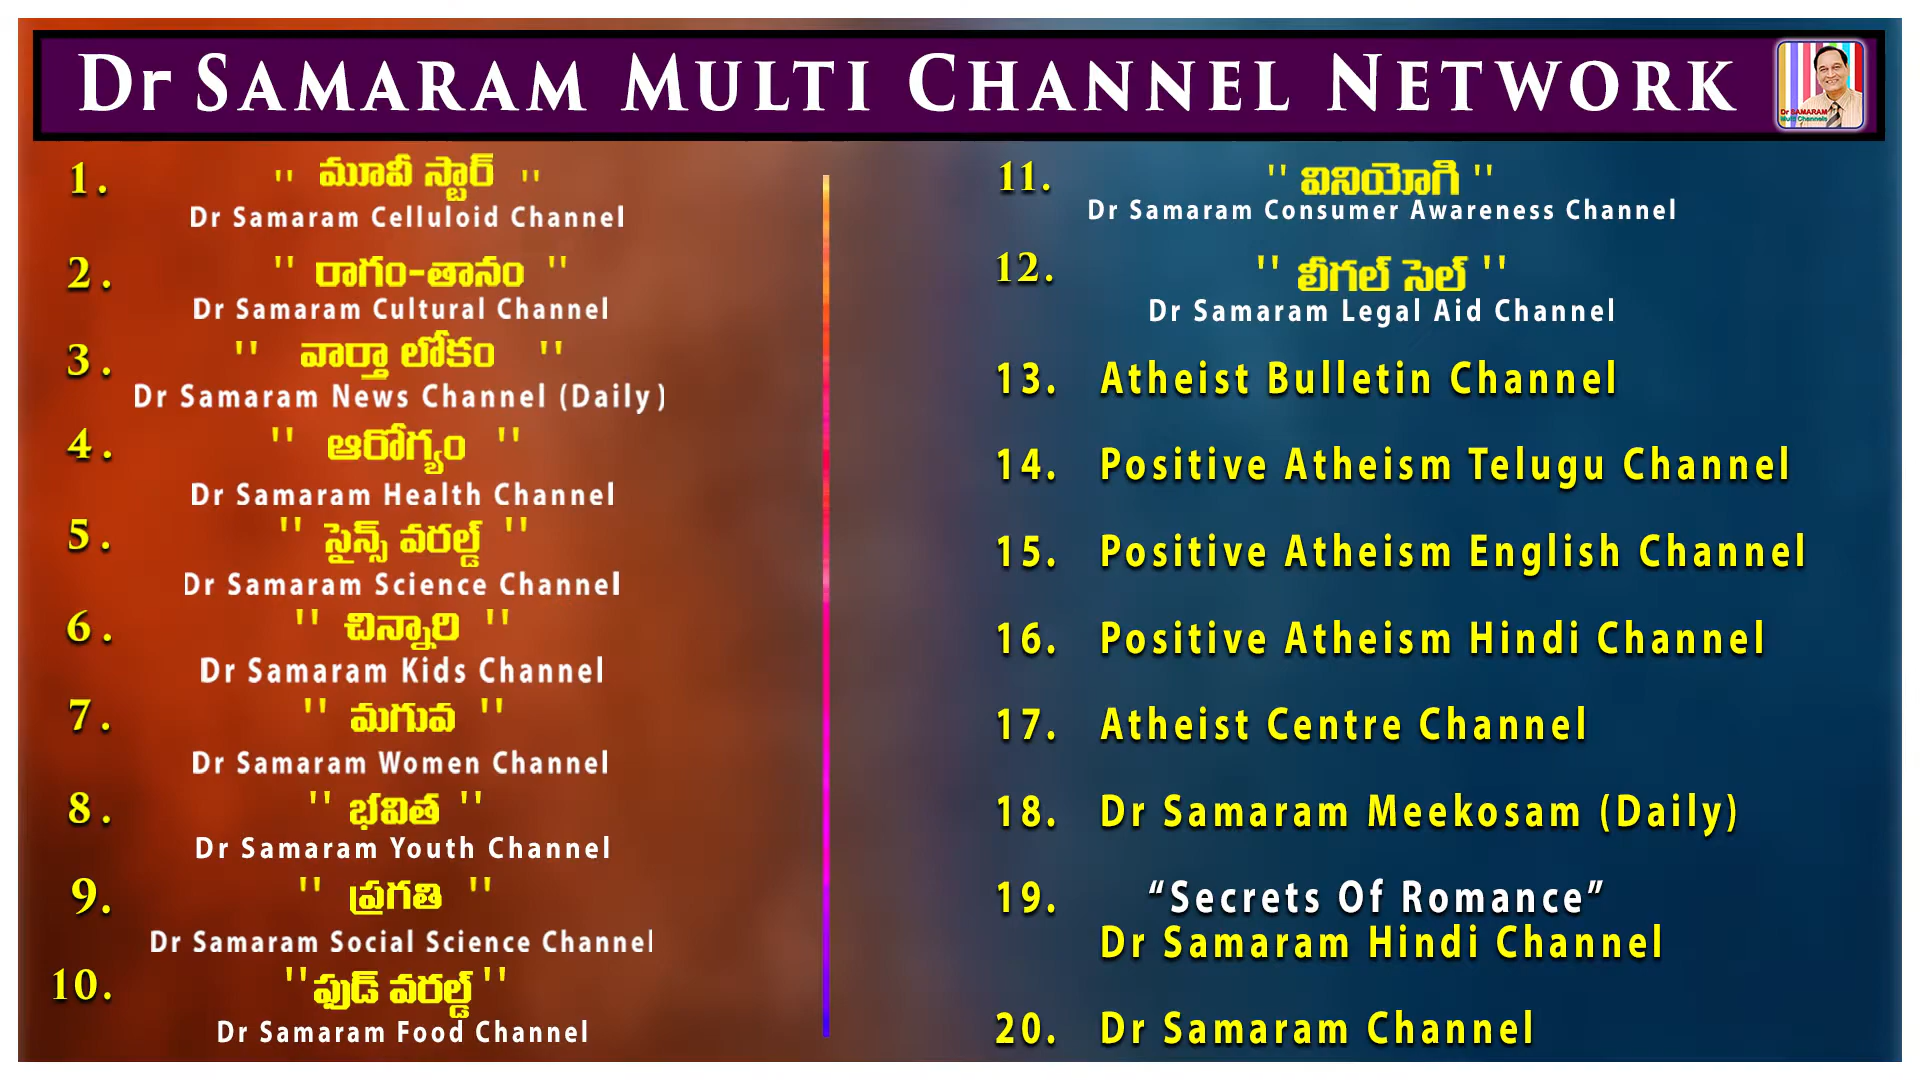 Dr SAMARAM MULTI CHANNEL NETWORK
Dr SAMARAM
Multi Channels
1. '' మూవీ స్టార్ ''
Dr Samaram Celluloid Channel
2. '' రాగం-తానం ''
Dr Samaram Cultural Channel
3. '' వార్తా లోకం ''
Dr Samaram News Channel (Daily)
4. '' ఆరోగ్యం ''
Dr Samaram Health Channel
5. '' సైన్స్ వరల్డ్ ''
Dr Samaram Science Channel
6. '' చిన్నారి ''
Dr Samaram Kids Channel
7. '' మగువ ''
Dr Samaram Women Channel
8. '' భవిత ''
Dr Samaram Youth Channel
9. '' ప్రగతి ''
Dr Samaram Social Science Channel
10. ''ఫుడ్ వరల్డ్''
Dr Samaram Food Channel
11. '' వినియోగి ''
Dr Samaram Consumer Awareness Channel
12. '' లీగల్ సెల్ ''
Dr Samaram Legal Aid Channel
13. Atheist Bulletin Channel
14. Positive Atheism Telugu Channel
15. Positive Atheism English Channel
16. Positive Atheism Hindi Channel
17. Atheist Centre Channel
18. Dr Samaram Meekosam (Daily)
19. “Secrets Of Romance”
Dr Samaram Hindi Channel
20. Dr Samaram Channel